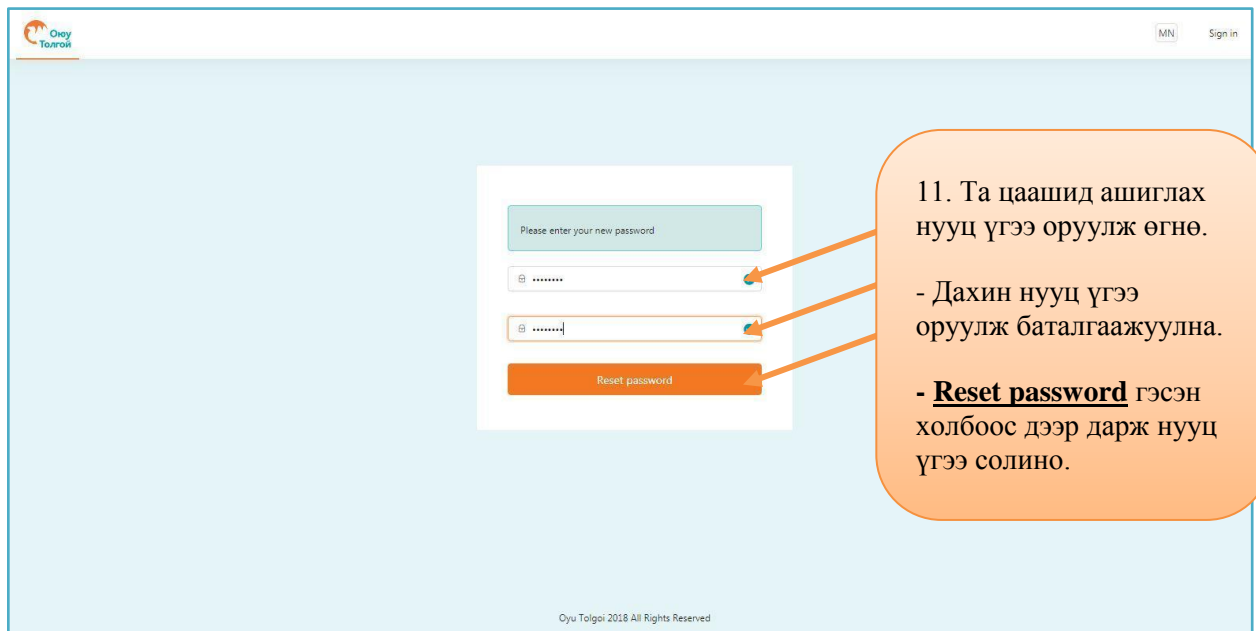 Оюу
Толгой
MN
Sign in
Please enter your new password
Reset password
11. Та цаашид ашиглах
нууц үгээ оруулж өгнө.
- Дахин нууц үгээ
оруулж баталгаажуулна.
- Reset password гэсэн
холбоос дээр дарж нууц
үгээ солино.
Oyu Tolgoi 2018 All Rights Reserved